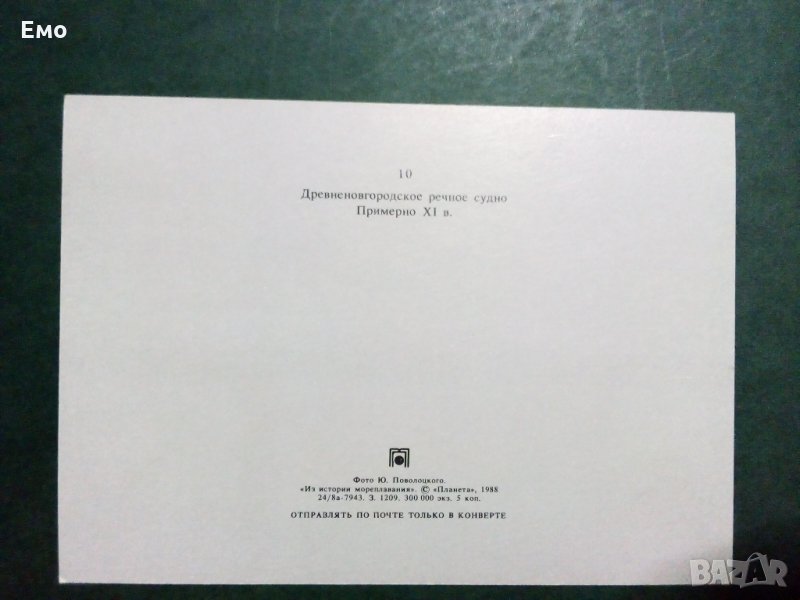 Емо
10
Древненовгородское речное судно
Примерно XI в.
Фото Ю. Поволоцкого.
«Из истории мореплавания». © «Планета», 1988
24/8а-7943. З. 1209. 300 000 экз. 5 коп.
ОТПРАВЛЯТЬ ПО ПОЧТЕ ТОЛЬКО В КОНВЕРТЕ
BAZAR